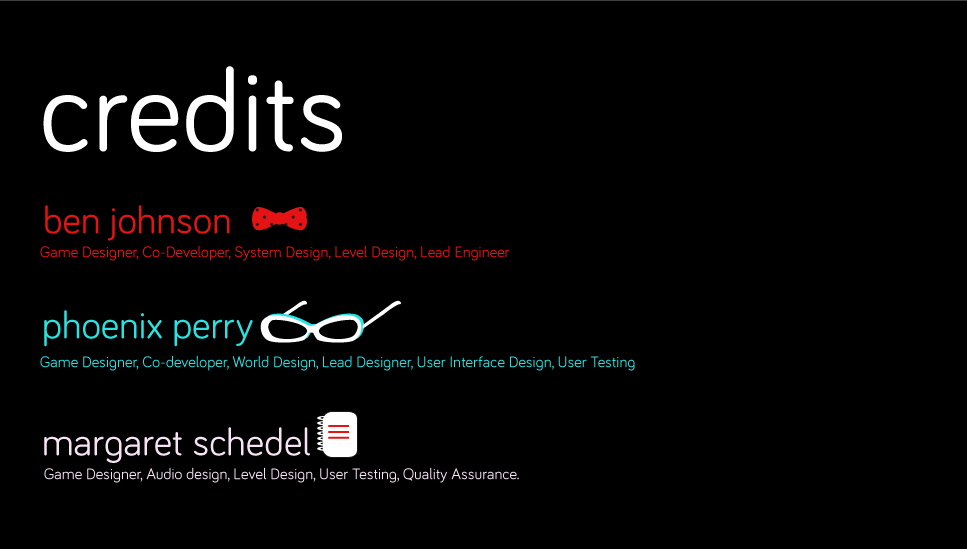 credits
ben johnson
Game Designer, Co-Developer, System Design, Level Design, Lead Engineer
phoenix perry
Game Designer, Co-developer, World Design, Lead Designer, User Interface Design, User Testing
margaret schedel
Game Designer, Audio design, Level Design, User Testing, Quality Assurance.